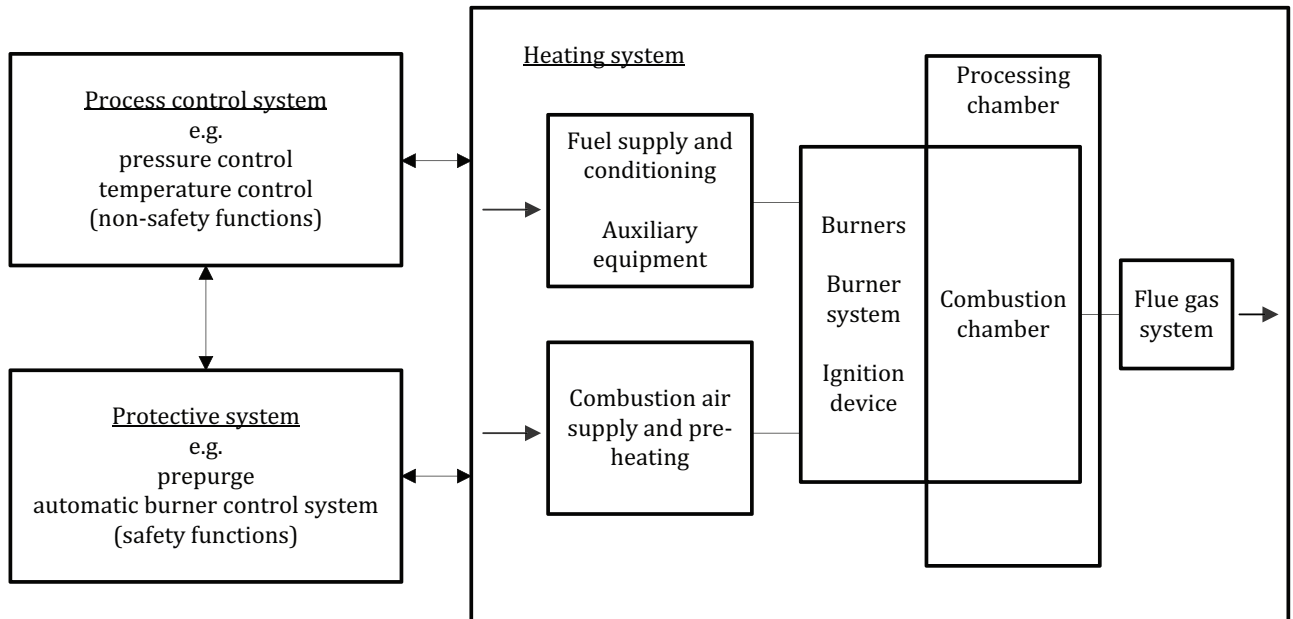 Heating system
Process control system
e.g.
pressure control
temperature control
(non-safety functions)
Protective system
e.g.
prepurge
automatic burner control system
(safety functions)
Fuel supply and
conditioning
Auxiliary
equipment
Combustion air
supply and pre-
heating
Burners
Burner
system
Ignition
device
Processing
chamber
Combustion
chamber
Flue gas
system